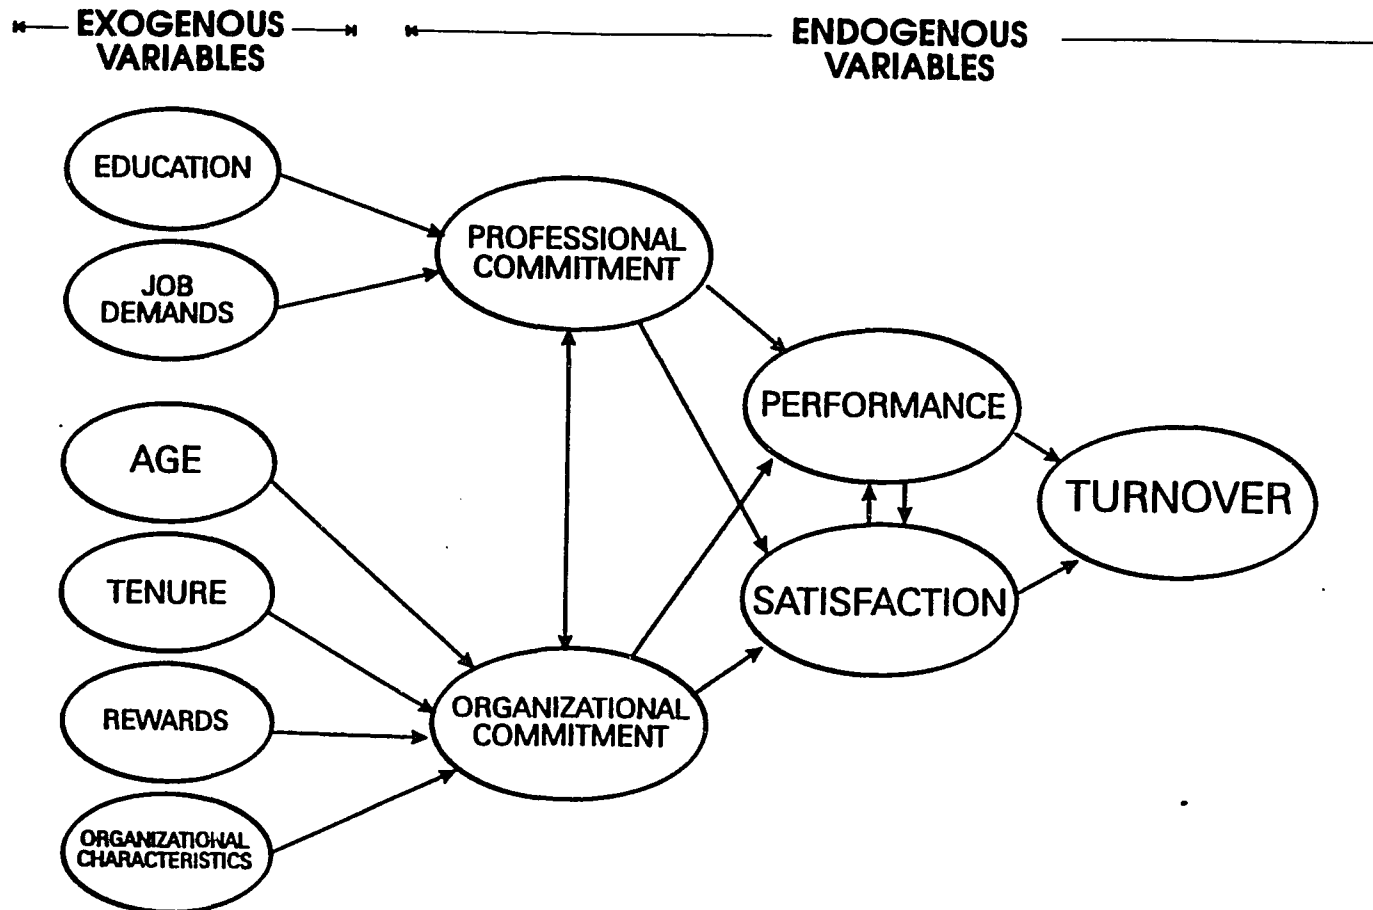 EXOGENOUS
VARIABLES
ENDOGENOUS
VARIABLES
EDUCATION
JOB
DEMANDS
AGE
TENURE
REWARDS
ORGANIZATIONAL
CHARACTERISTICS
PROFESSIONAL
COMMITMENT
ORGANIZATIONAL
COMMITMENT
PERFORMANCE
SATISFACTION
TURNOVER